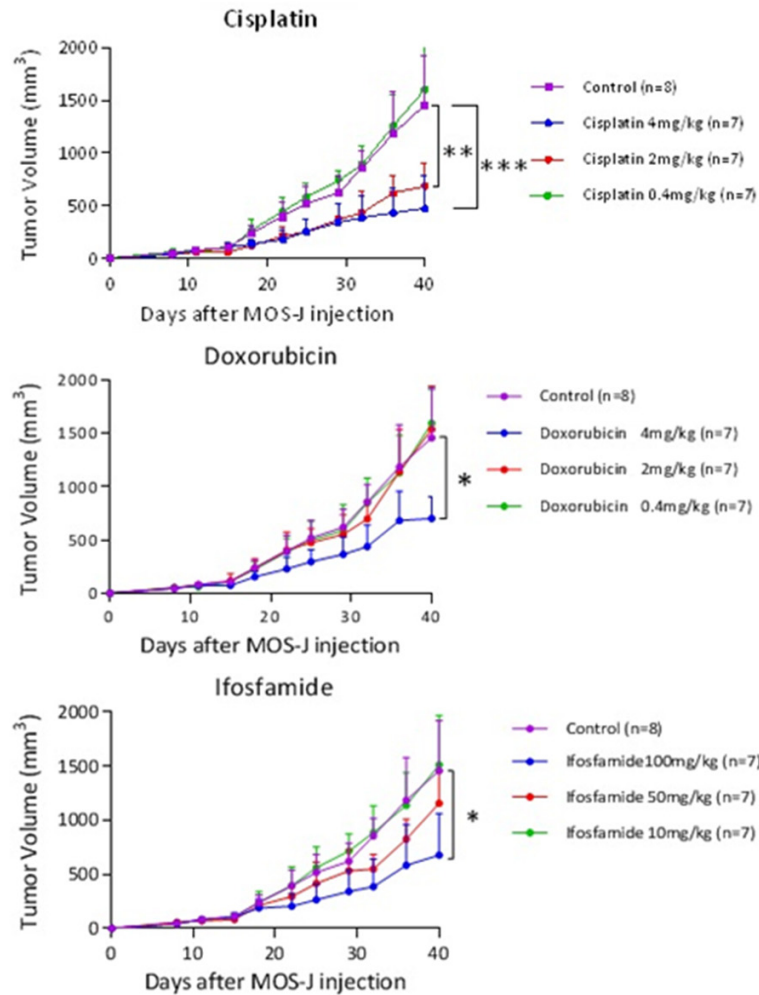 Cisplatin
Tumor Volume (mm³)
2000
1500
1000
500
0
0 10 20 30 40
Days after MOS-J injection
Control (n=8)
Cisplatin 4mg/kg (n=7)
Cisplatin 2mg/kg (n=7)
Cisplatin 0.4mg/kg (n=7)
**
***
Doxorubicin
Tumor Volume (mm³)
2000
1500
1000
500
0
0 10 20 30 40
Days after MOS-J injection
Control (n=8)
Doxorubicin 4mg/kg (n=7)
Doxorubicin 2mg/kg (n=7)
Doxorubicin 0.4mg/kg (n=7)
*
Ifosfamide
Tumor Volume (mm³)
2000
1500
1000
500
0
0 10 20 30 40
Days after MOS-J injection
Control (n=8)
Ifosfamide100mg/kg (n=7)
Ifosfamide 50mg/kg (n=7)
Ifosfamide 10mg/kg (n=7)
*